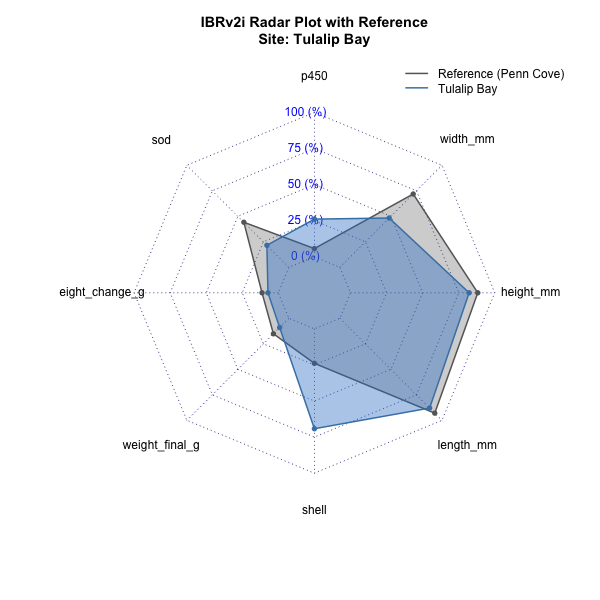 IBRv2i Radar Plot with Reference
Site: Tulalip Bay
p450
Reference (Penn Cove)
Tulalip Bay
100 (%)
sod
width_mm
75 (%)
50 (%)
25 (%)
0 (%)
eight_change_g
height_mm
weight_final_g
length_mm
shell